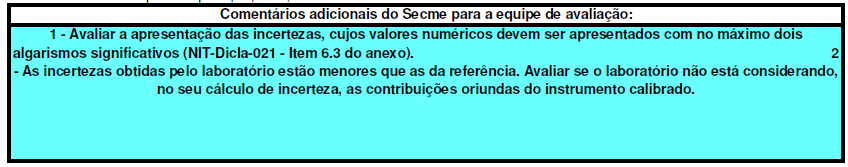 Comentários adicionais do Secme para a equipe de avaliação:
1 - Avaliar a apresentação das incertezas, cujos valores numéricos devem ser apresentados com no máximo dois
algarismos significativos (NIT-Dicla-021 - Item 6.3 do anexo). 2
- As incertezas obtidas pelo laboratório estão menores que as da referência. Avaliar se o laboratório não está considerando,
no seu cálculo de incerteza, as contribuições oriundas do instrumento calibrado.